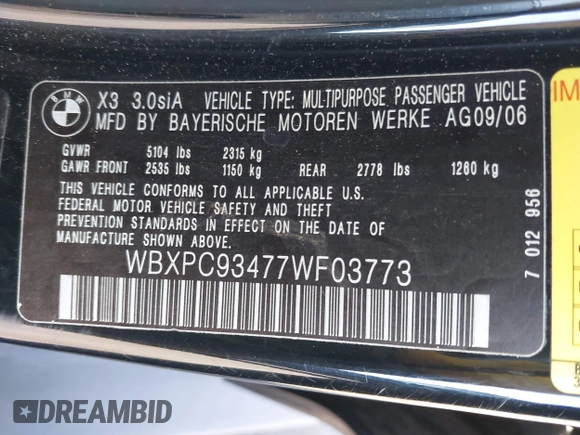 BMW
X3 3.0siA VEHICLE TYPE: MULTIPURPOSE PASSENGER VEHICLE
MFD BY BAYERISCHE MOTOREN WERKE AG09/06
GVWR 5104 lbs 2315 kg
GAWR FRONT 2535 lbs 1150 kg REAR 2778 lbs 1260 kg
THIS VEHICLE CONFORMS TO ALL APPLICABLE U.S.
FEDERAL MOTOR VEHICLE SAFETY AND THEFT
PREVENTION STANDARDS IN EFFECT ON THE DATE OF
MANUFACTURE SHOWN ABOVE.
WBXPC93477WF03773
7 012 956
IM
DREAMBID